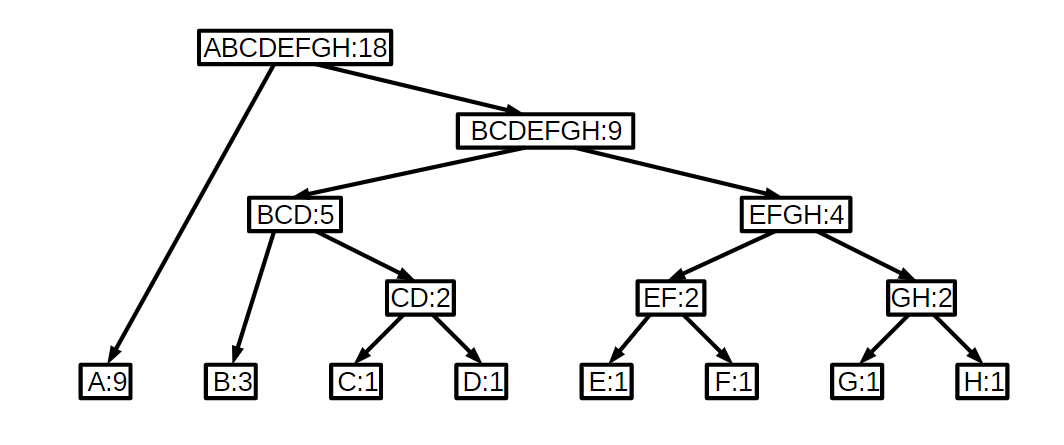 ABCDEFGH:18
BCDEFGH:9
BCD:5
EFGH:4
CD:2
EF:2
GH:2
A:9
B:3
C:1
D:1
E:1
F:1
G:1
H:1